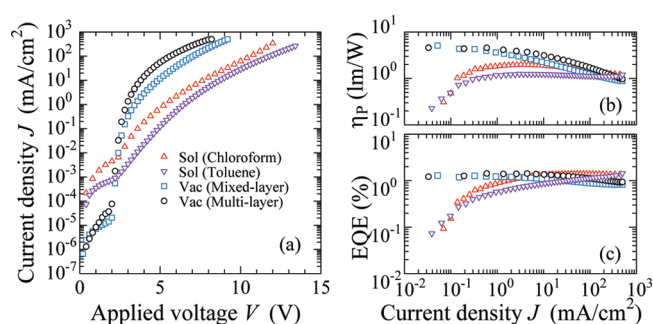 Current density J (mA/cm²)
10³
10²
10¹
10⁰
10⁻¹
10⁻²
10⁻³
10⁻⁴
10⁻⁵
10⁻⁶
10⁻⁷
Sol (Chloroform)
Sol (Toluene)
Vac (Mixed-layer)
Vac (Multi-layer)
(a)
0 5 10 15
Applied voltage V (V)
ηP (lm/W)
10¹
10⁰
10⁻¹
(b)
EQE (%)
10¹
10⁰
10⁻¹
10⁻²
(c)
10⁻² 10⁻¹ 10⁰ 10¹ 10² 10³
Current density J (mA/cm²)